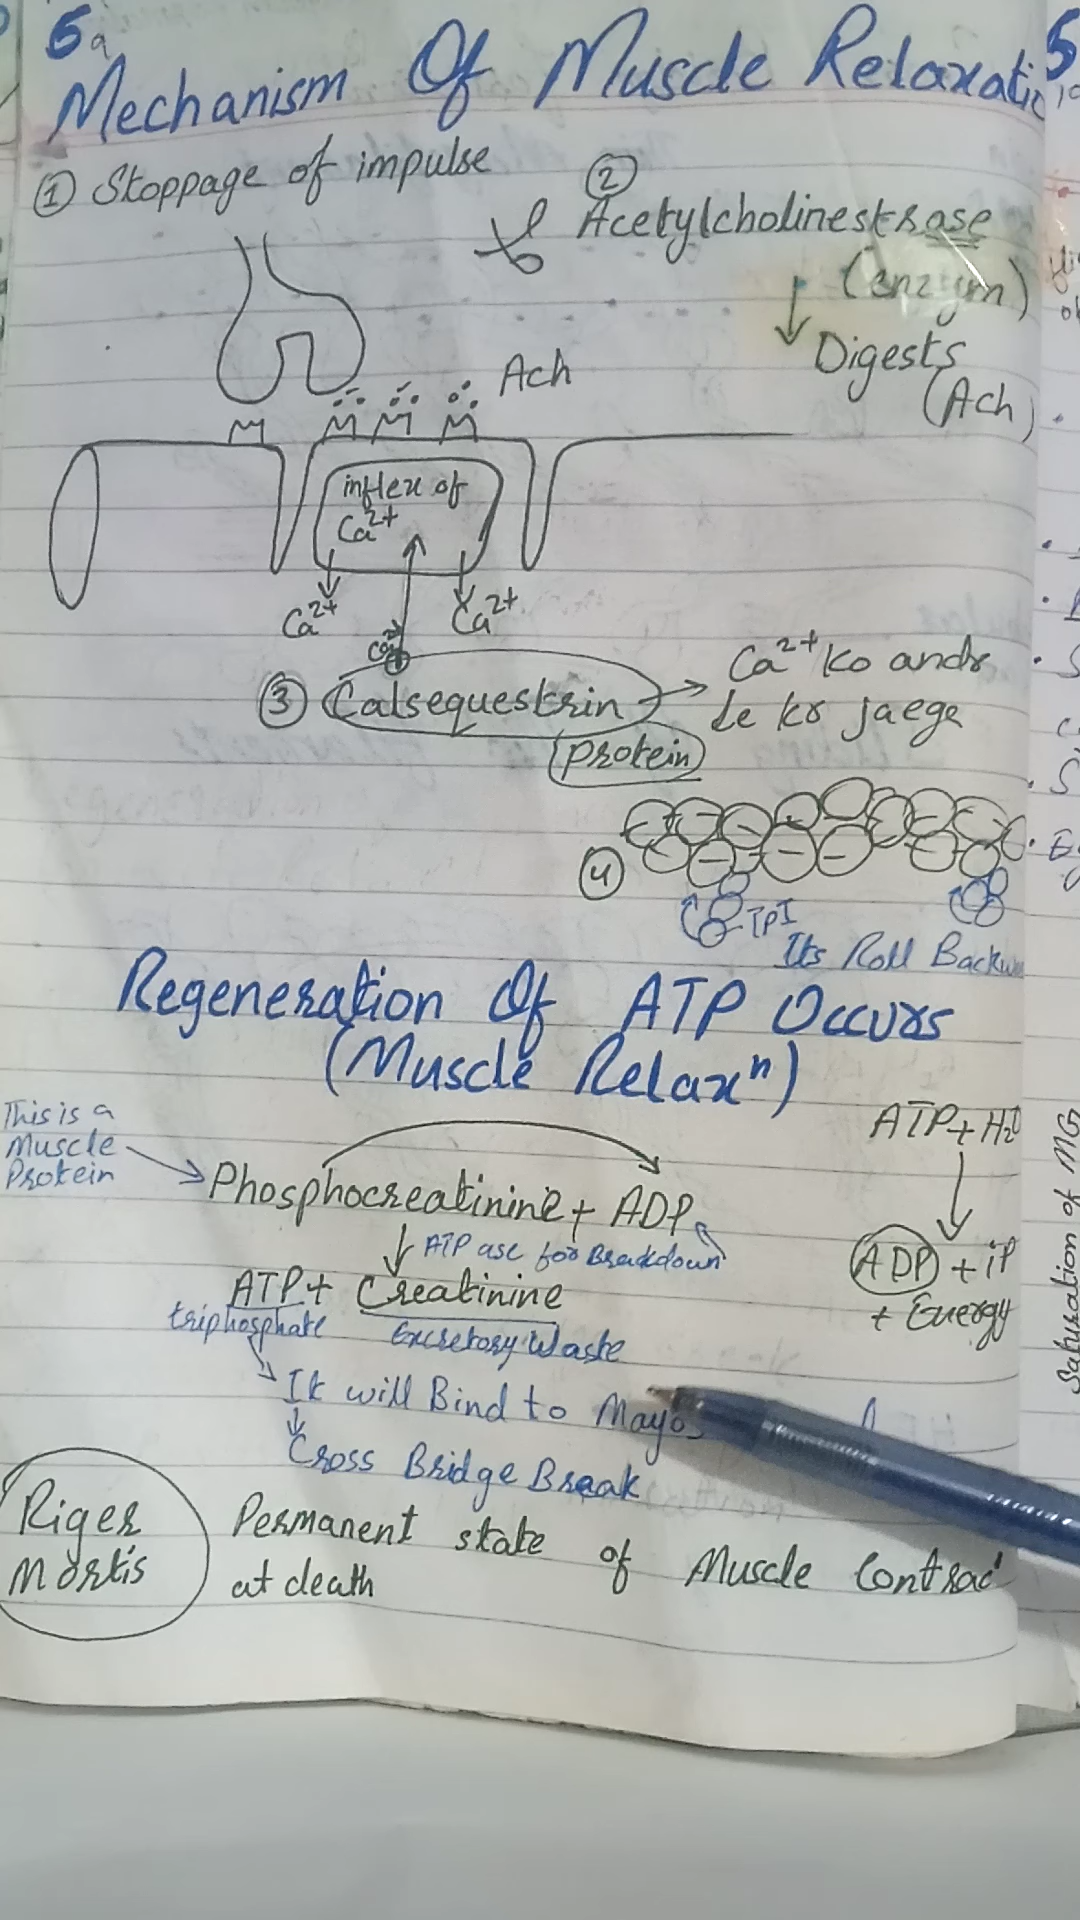 5a
Mechanism Of Muscle Relaxati
① Stoppage of impulse
②
Acetylcholinestrase
(enzym)
Digests
(Ach)
Ach
M M M M
inflex of
Ca2+
Ca2+
Ca2+
③ Calsequestrin
(Protein)
Ca2+ Ko andr
le kr jaega
④
TPI
Its Roll Backw
Regeneration Of ATP Occurs
(Muscle Relaxn)
This is a
Muscle
Protein
Phosphocreatinine + ADP
ATP ase for Breakdown
ATP + Creatinine
triphosphate
Excretory Waste
It will Bind to Mayos
Cross Bridge Break
ATP + H2O
ADP + iP
+ Energy
Riger
Mortis
Permanent state of Muscle Contrac
at death
Saturation of MG